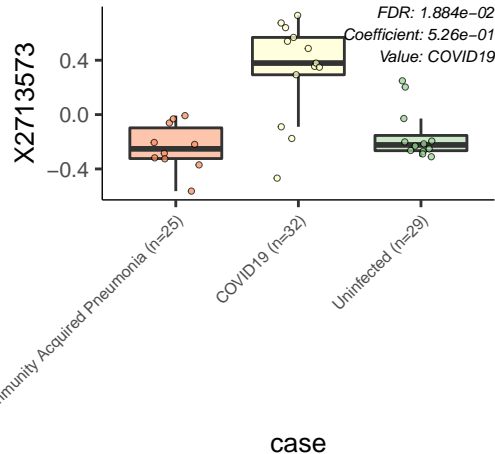 FDR: 1.884e−02
Coefficient: 5.26e−01
Value: COVID19
X2713573
0.4
0.0
−0.4
Acquired Pneumonia (n=25)
COVID19 (n=32)
Uninfected (n=29)
case